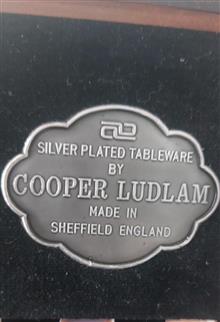 SILVER PLATED TABLEWARE
BY
COOPER LUDLAM
MADE IN
SHEFFIELD ENGLAND